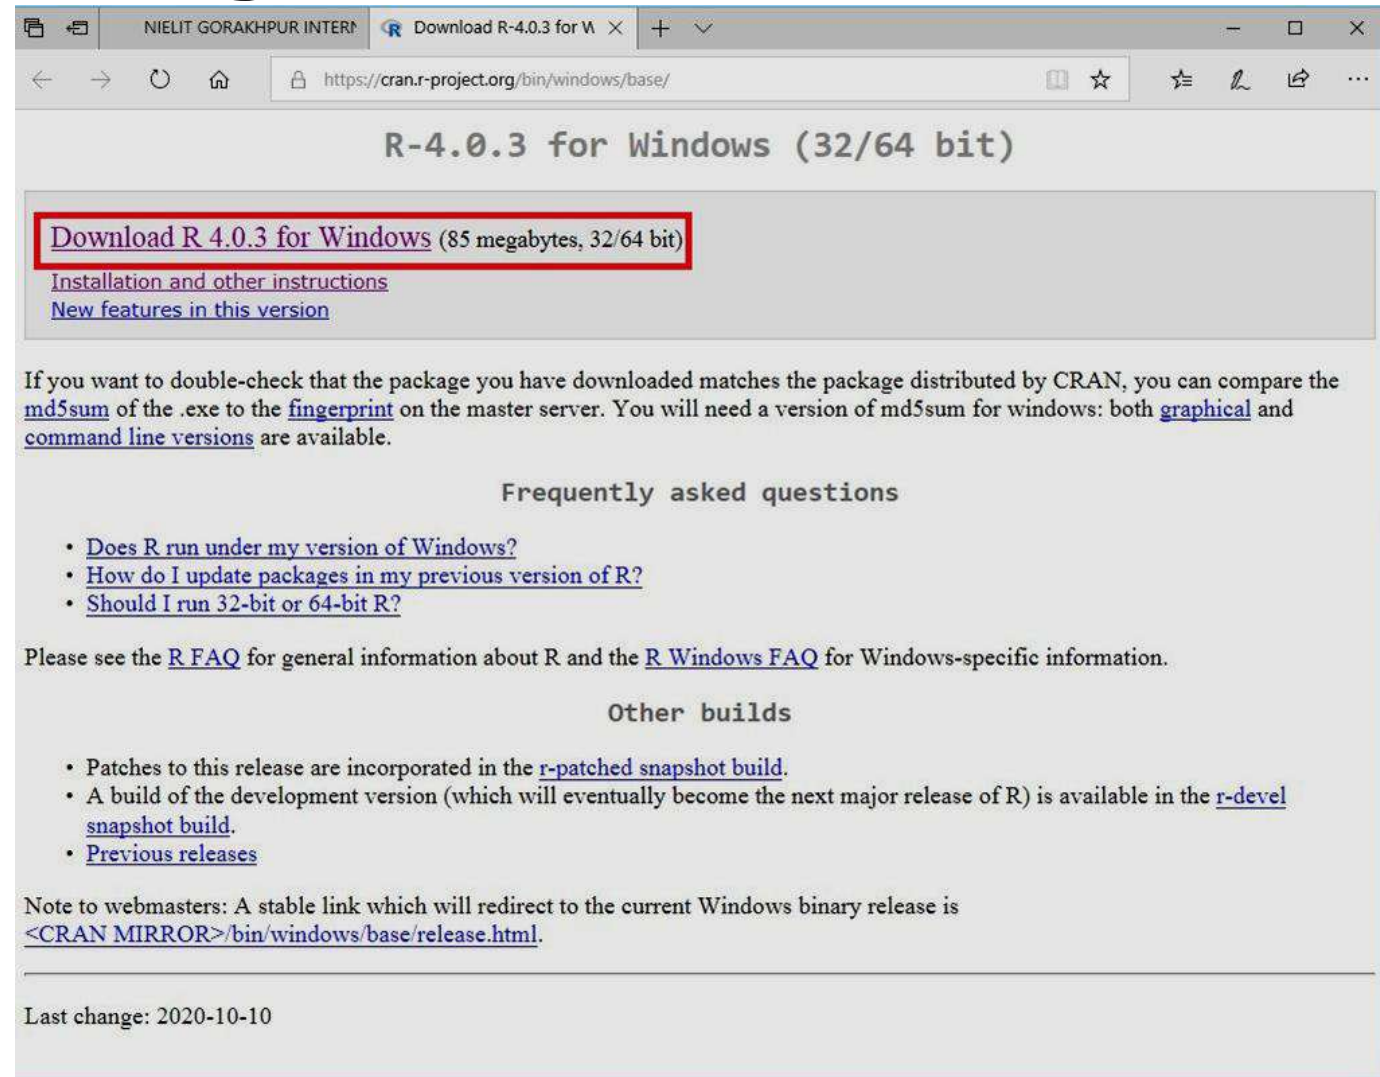 NIELIT GORAKHPUR INTERN
Download R-4.0.3 for W
https://cran.r-project.org/bin/windows/base/
R-4.0.3 for Windows (32/64 bit)
Download R 4.0.3 for Windows (85 megabytes, 32/64 bit)
Installation and other instructions
New features in this version
If you want to double-check that the package you have downloaded matches the package distributed by CRAN, you can compare the
md5sum of the .exe to the fingerprint on the master server. You will need a version of md5sum for windows: both graphical and
command line versions are available.
Frequently asked questions
• Does R run under my version of Windows?
• How do I update packages in my previous version of R?
• Should I run 32-bit or 64-bit R?
Please see the R FAQ for general information about R and the R Windows FAQ for Windows-specific information.
Other builds
• Patches to this release are incorporated in the r-patched snapshot build.
• A build of the development version (which will eventually become the next major release of R) is available in the r-devel
snapshot build.
• Previous releases
Note to webmasters: A stable link which will redirect to the current Windows binary release is
<CRAN MIRROR>/bin/windows/base/release.html.
Last change: 2020-10-10